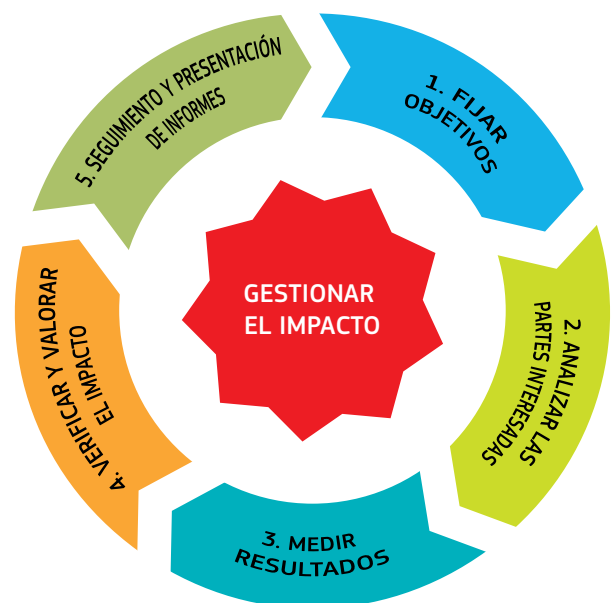 1. FIJAR
OBJETIVOS
2. ANALIZAR LAS
PARTES INTERESADAS
3. MEDIR
RESULTADOS
4. VERIFICAR Y VALORAR
EL IMPACTO
5. SEGUIMIENTO Y PRESENTACIÓN
DE INFORMES
GESTIONAR
EL IMPACTO